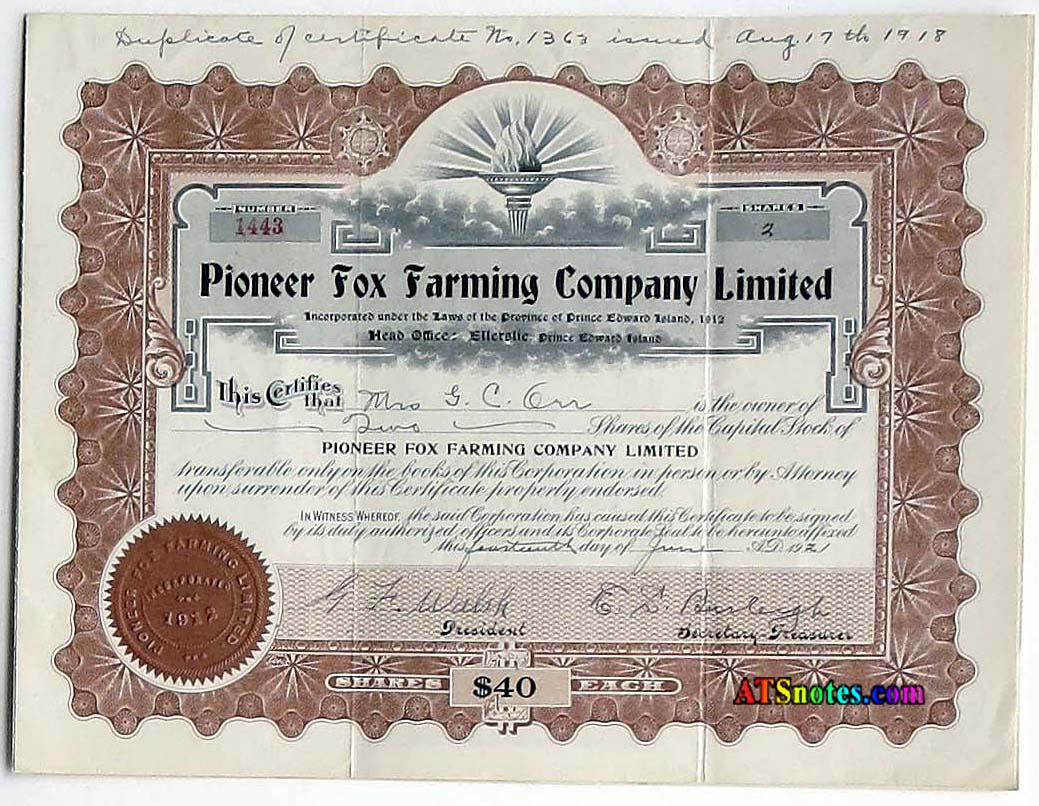 Duplicate of certificate No. 1363 issued Aug. 17th 1918
NUMBER
1443
SHARES
2
Pioneer Fox Farming Company Limited
Incorporated under the Laws of the Province of Prince Edward Island, 1912
Head Office: Ellerslie, Prince Edward Island
This Certifies that Mrs G. C. Orr is the owner of
Two Shares of the Capital Stock of
PIONEER FOX FARMING COMPANY LIMITED
transferable only on the books of this Corporation in person or by Attorney
upon surrender of this Certificate properly endorsed.
IN WITNESS WHEREOF, the said Corporation has caused this Certificate to be signed
by its duly authorized officers and its Corporate Seal to be hereunto affixed
this fourteenth day of June A.D. 1921
PIONEER FOX FARMING LIMITED
INCORPORATED
1912
G F Walsh
President
E. S. Burleigh
Secretary-Treasurer
SHARES $40 EACH
ATSnotes.com